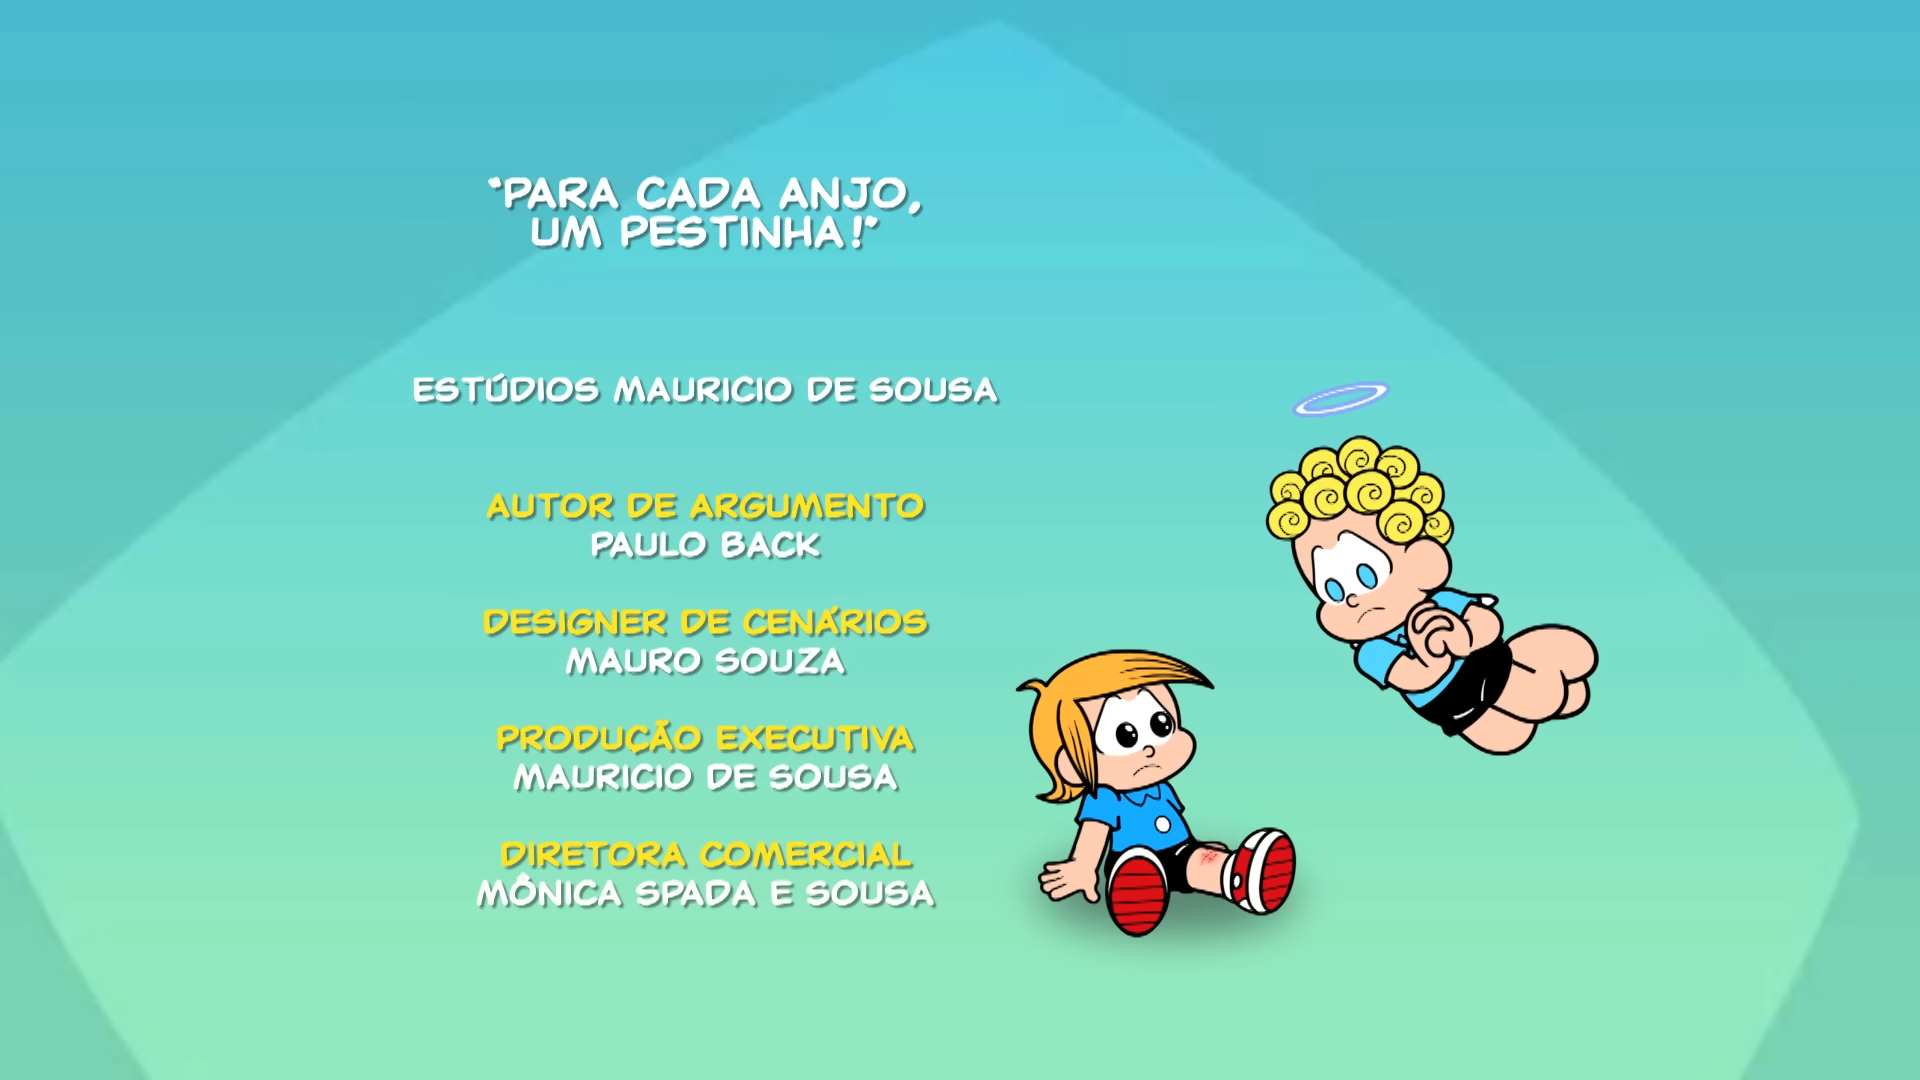 "PARA CADA ANJO,
UM PESTINHA!"
ESTÚDIOS MAURICIO DE SOUSA
AUTOR DE ARGUMENTO
PAULO BACK
DESIGNER DE CENÁRIOS
MAURO SOUZA
PRODUÇÃO EXECUTIVA
MAURICIO DE SOUSA
DIRETORA COMERCIAL
MÔNICA SPADA E SOUSA